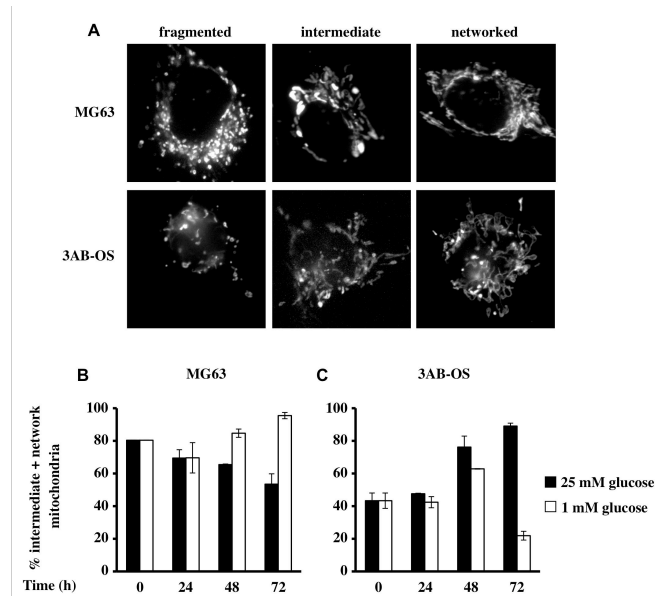 A
fragmented intermediate networked
MG63
3AB-OS
B MG63
C 3AB-OS
% intermediate + network
mitochondria
100
80
60
40
20
0
100
80
60
40
20
0
25 mM glucose
1 mM glucose
Time (h) 0 24 48 72 0 24 48 72